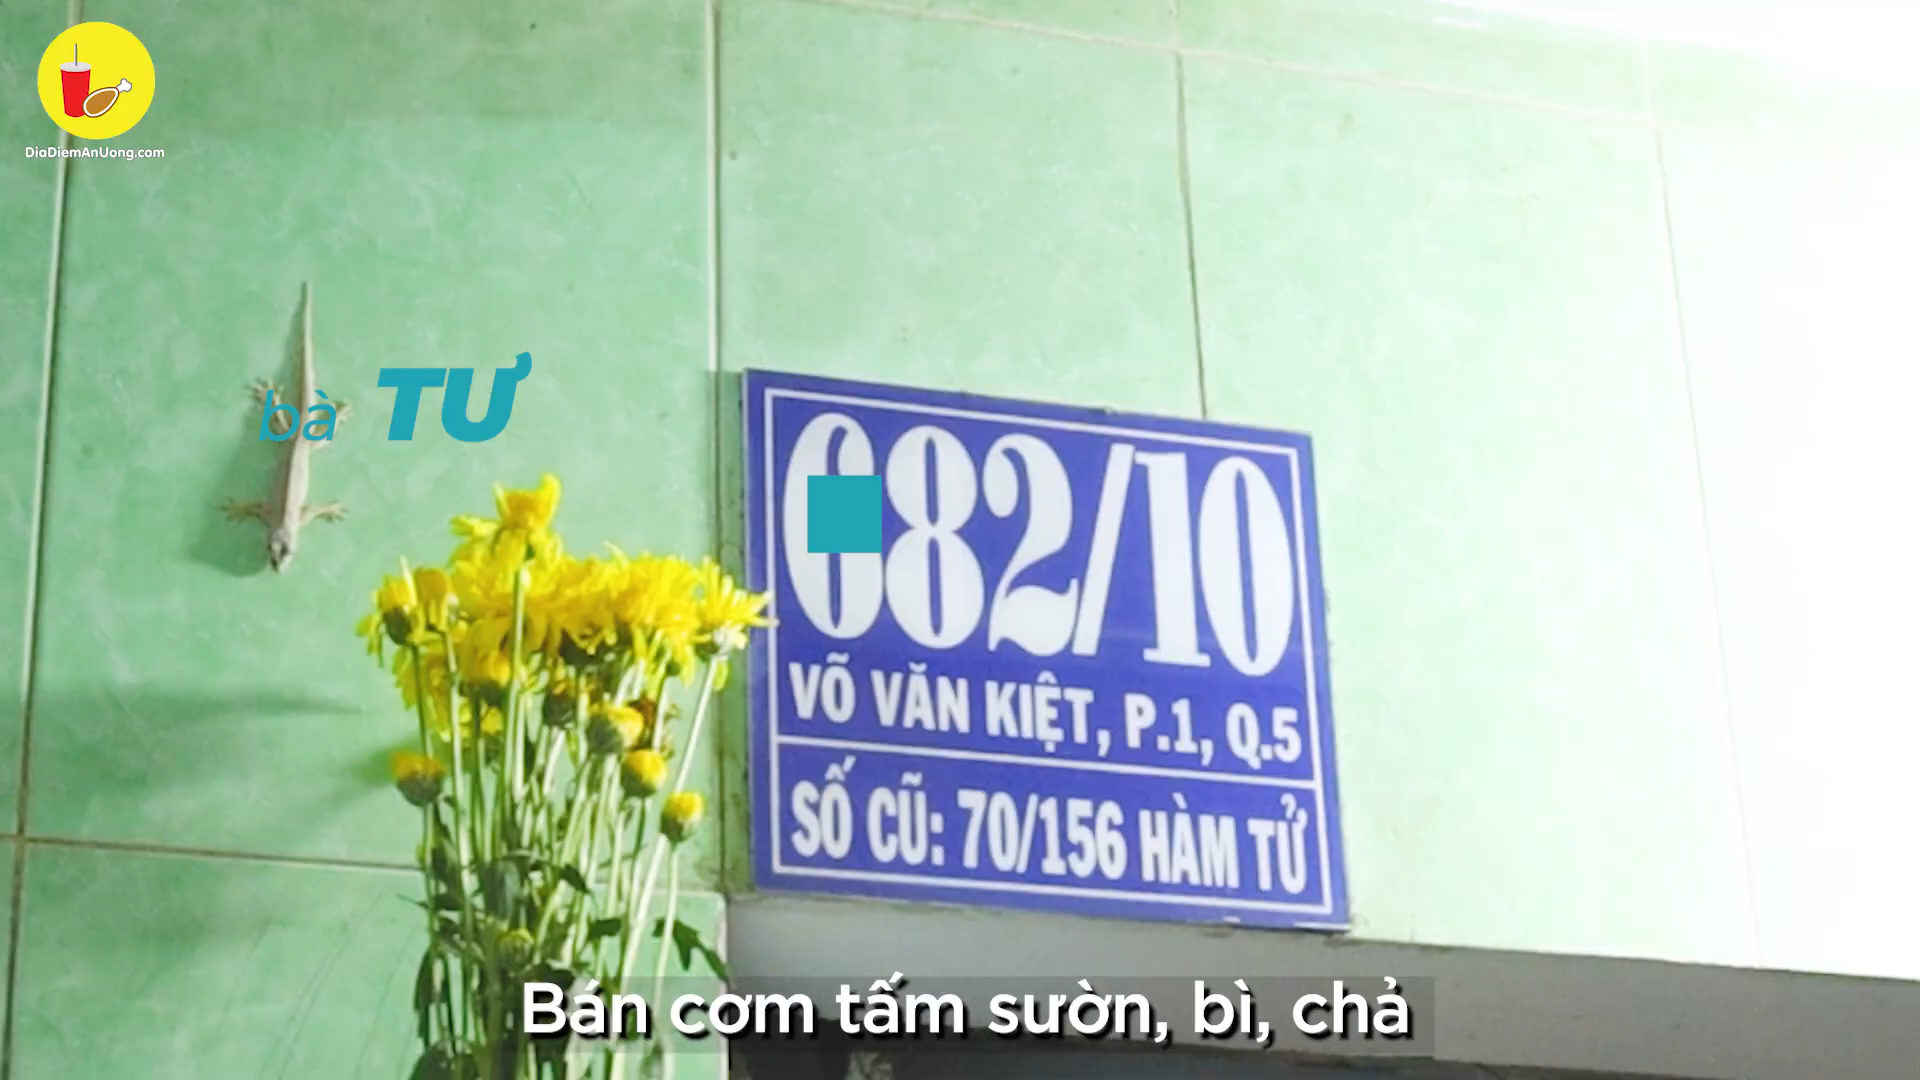 DiaDiemAnUong.com
bà TƯ
682/10
VÕ VĂN KIỆT, P.1, Q.5
SỐ CŨ: 70/156 HÀM TỬ
Bán cơm tấm sườn, bì, chả